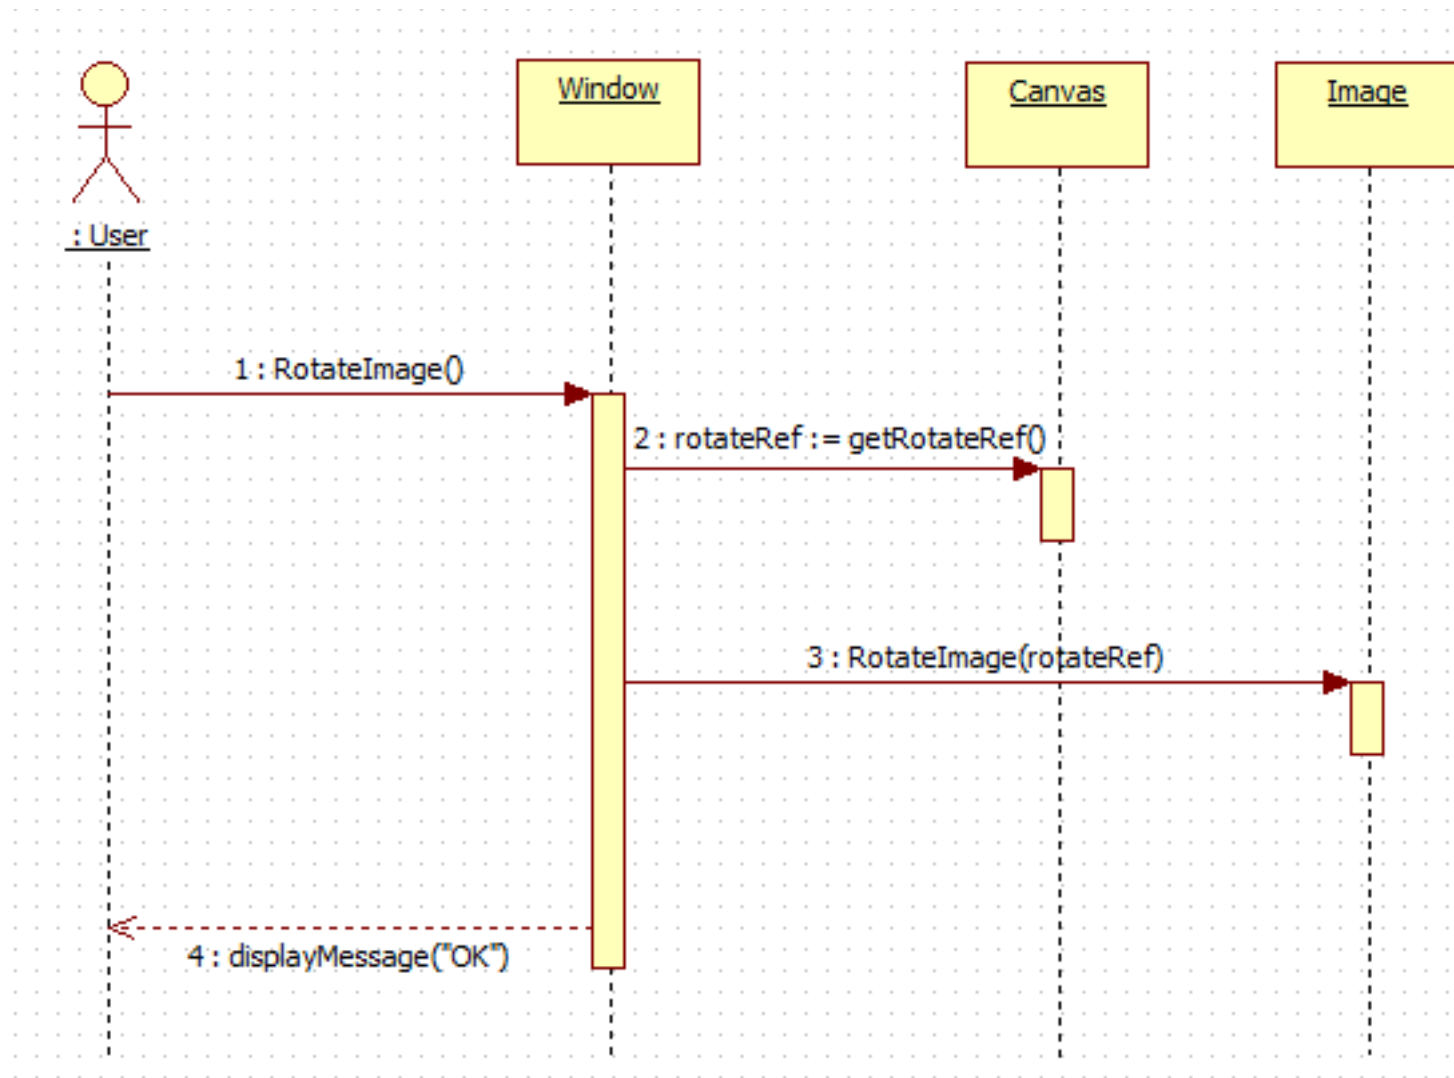 Window
Canvas
Image
: User
1 : RotateImage()
2 : rotateRef := getRotateRef()
3 : RotateImage(rotateRef)
4 : displayMessage("OK")